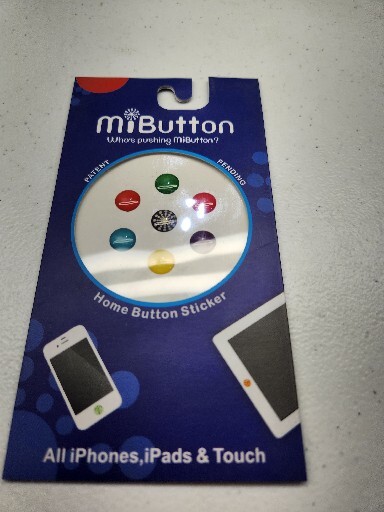 miButton
Who's pushing miButton?
PATENT PENDING
Home Button Sticker
All iPhones,iPads & Touch